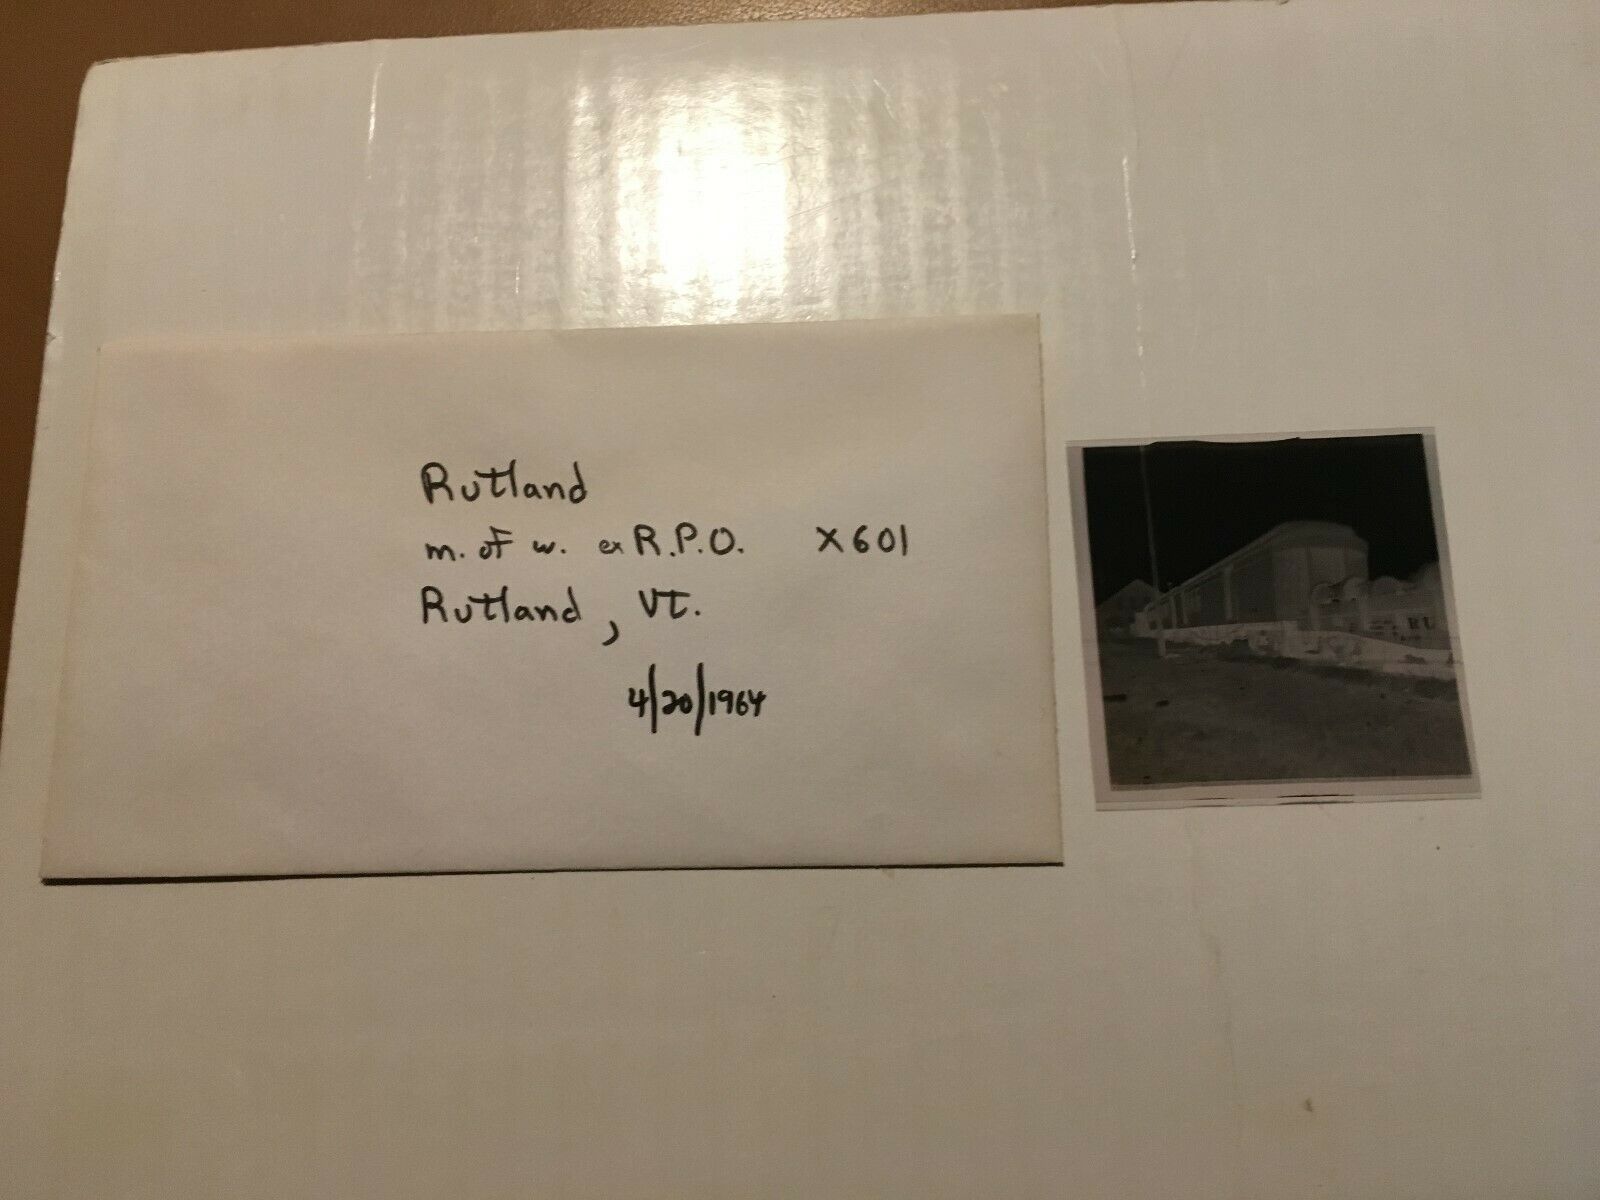 Rutland
m. of w. ex R.P.O. X601
Rutland, Vt.
4/20/1964